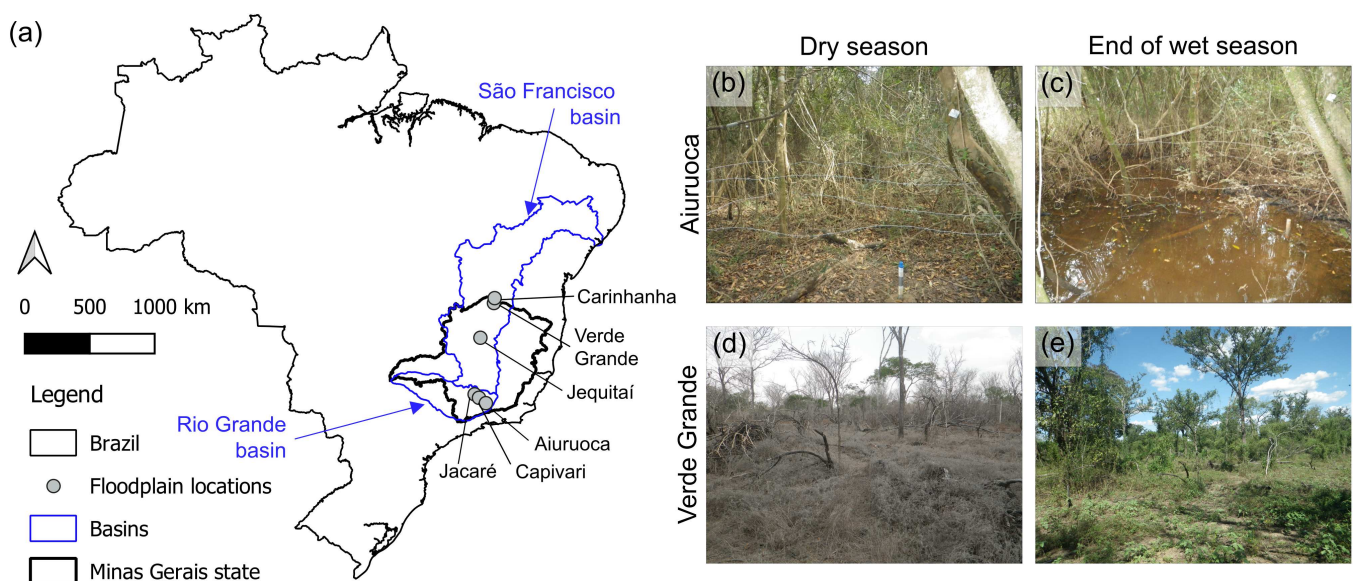 (a)
São Francisco
basin
0 500 1000 km
Carinhanha
Verde
Grande
Jequitaí
Legend
Brazil
Floodplain locations
Basins
Minas Gerais state
Rio Grande
basin
Aiuruoca
Jacaré
Capivari
Dry season
End of wet season
Aiuruoca
(b)
(c)
Verde Grande
(d)
(e)